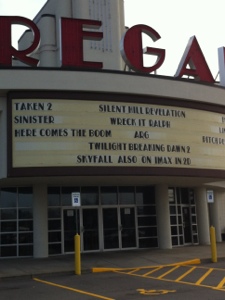 REGAL
TAKEN 2 SILENT HILL REVELATION
SINISTER WRECK IT RALPH
HERE COMES THE BOOM ARG
TWILIGHT BREAKING DAWN 2
SKYFALL ALSO ON IMAX IN 2D